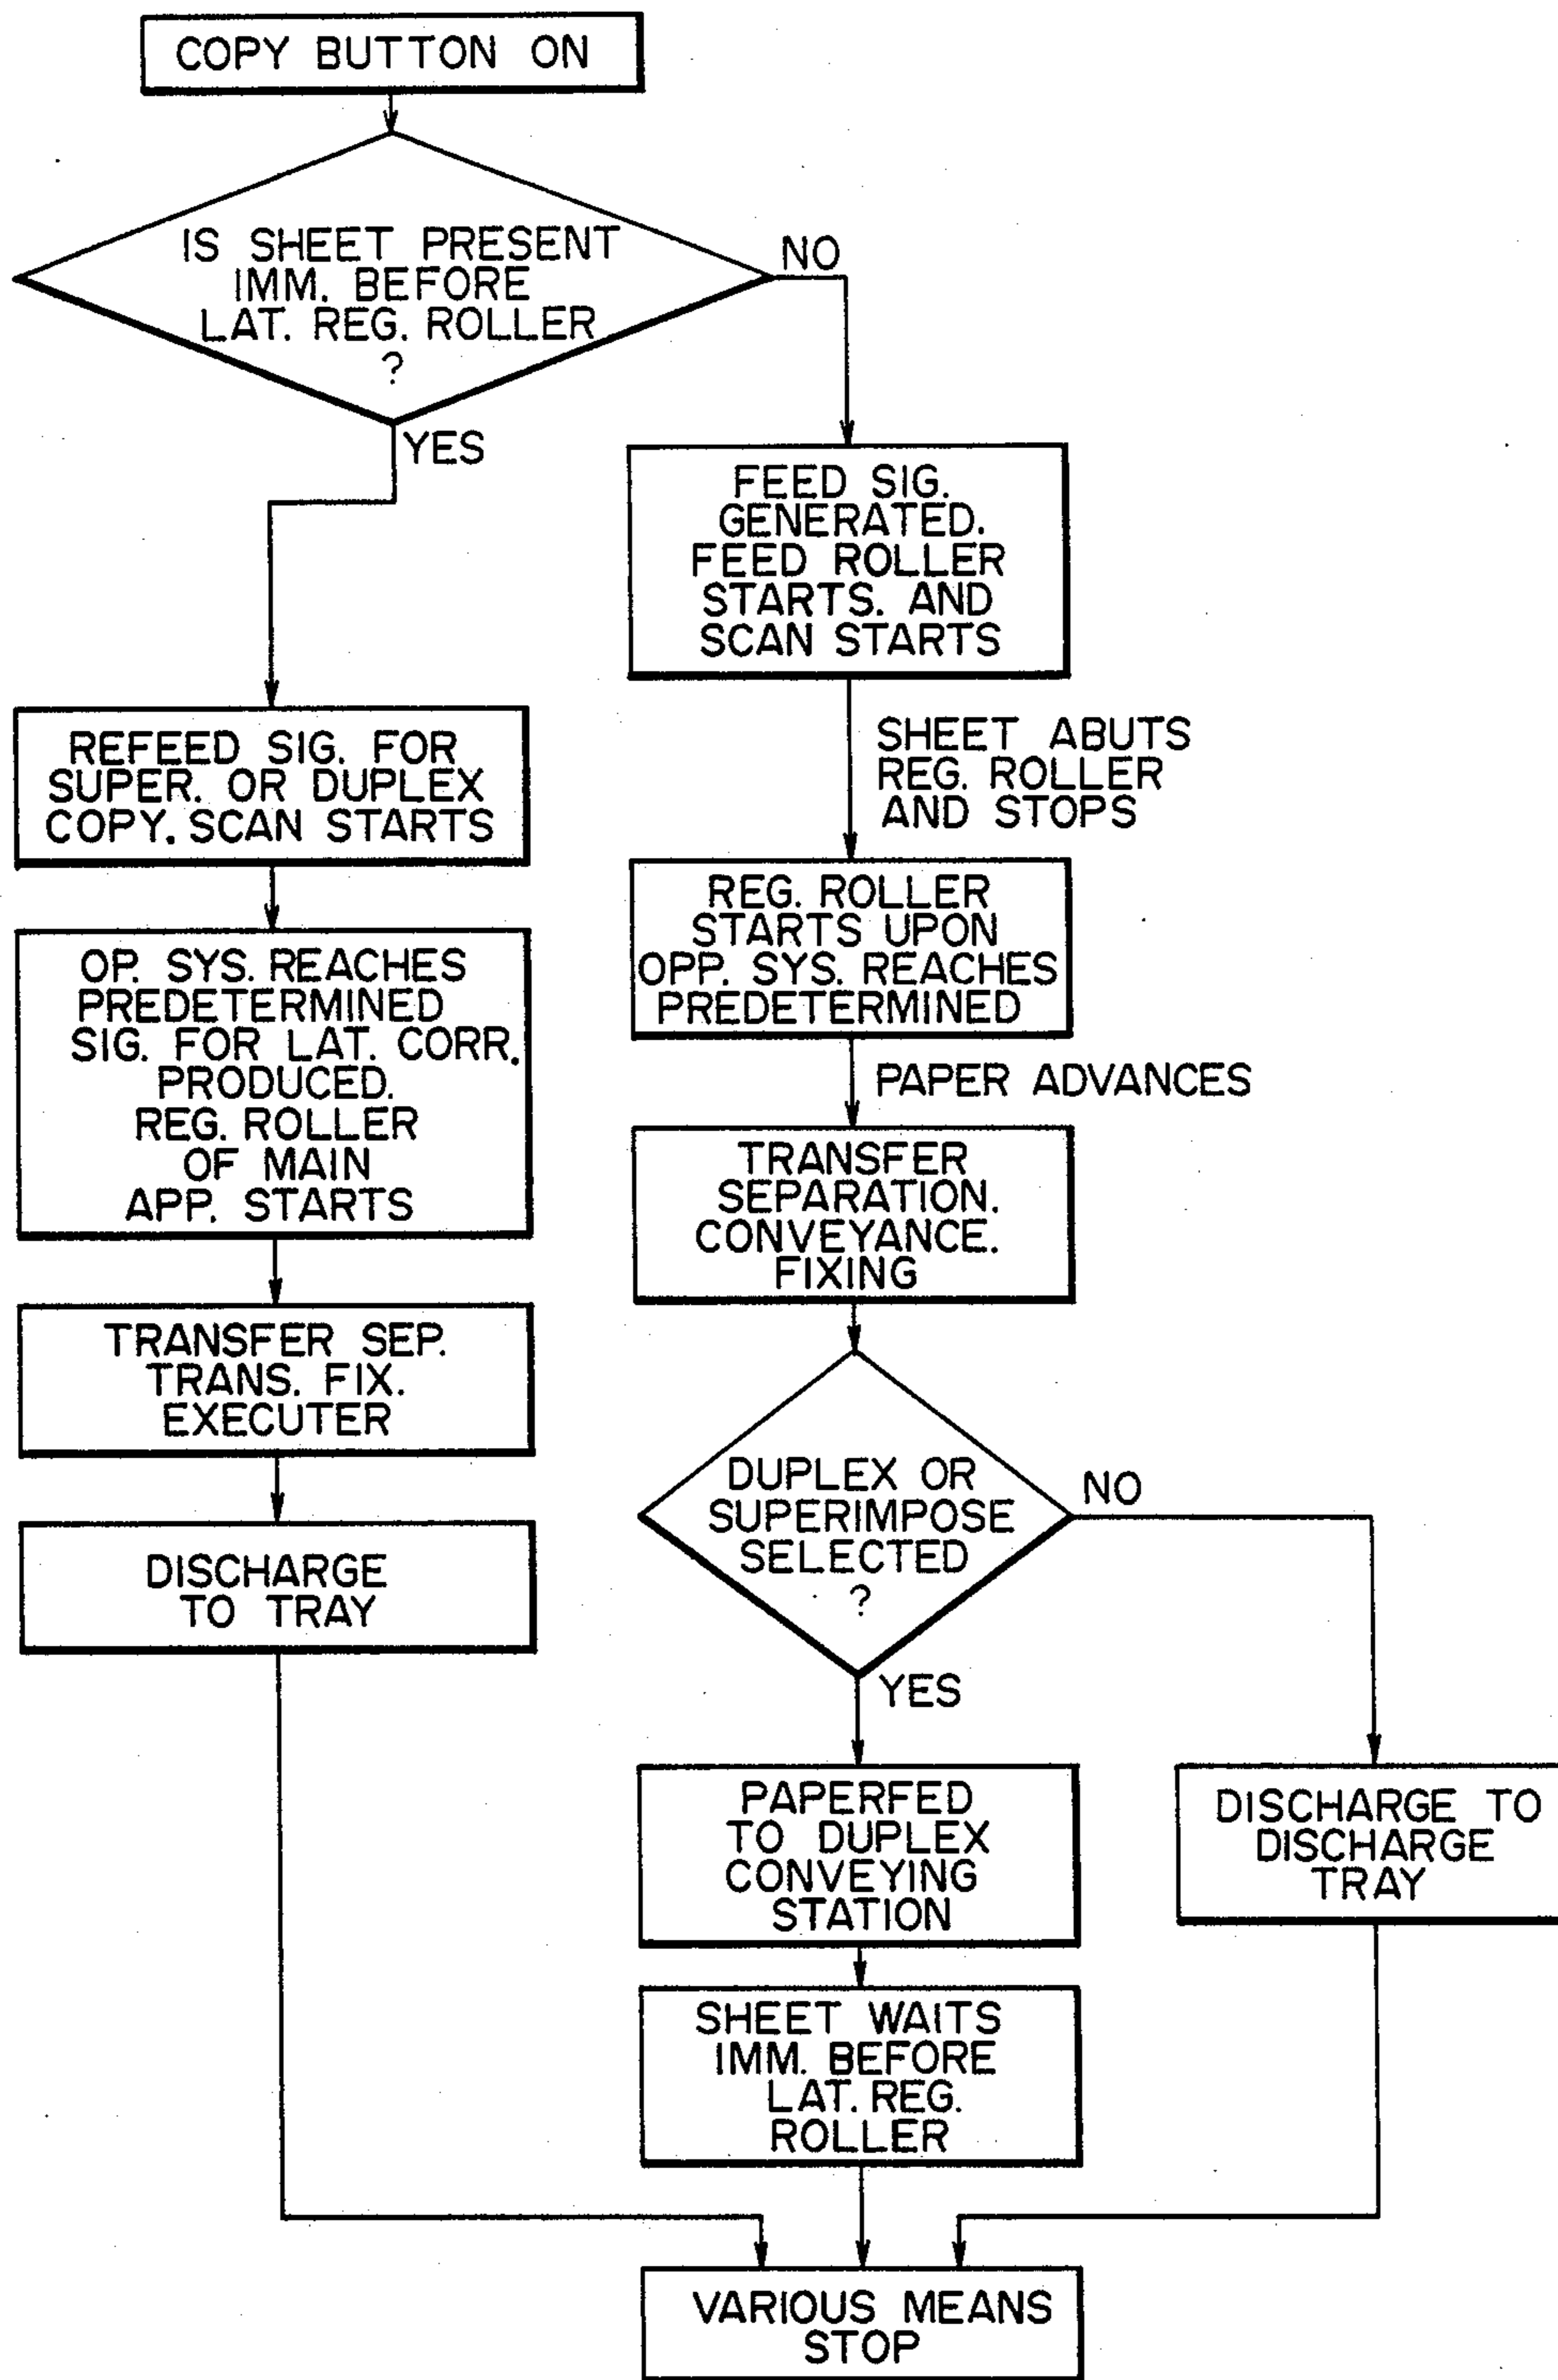 COPY BUTTON ON
IS SHEET PRESENT
IMM. BEFORE
LAT. REG. ROLLER
?
NO
YES
FEED SIG.
GENERATED.
FEED ROLLER
STARTS. AND
SCAN STARTS
SHEET ABUTS
REG. ROLLER
AND STOPS
REFEED SIG. FOR
SUPER. OR DUPLEX
COPY. SCAN STARTS
REG. ROLLER
STARTS UPON
OPP. SYS. REACHES
PREDETERMINED
OP. SYS. REACHES
PREDETERMINED
SIG. FOR LAT. CORR.
PRODUCED.
REG. ROLLER
OF MAIN
APP. STARTS
PAPER ADVANCES
TRANSFER
SEPARATION.
CONVEYANCE.
FIXING
TRANSFER SEP.
TRANS. FIX.
EXECUTER
DUPLEX OR
SUPERIMPOSE
SELECTED
?
NO
YES
DISCHARGE
TO TRAY
PAPERFED
TO DUPLEX
CONVEYING
STATION
DISCHARGE TO
DISCHARGE
TRAY
SHEET WAITS
IMM. BEFORE
LAT. REG.
ROLLER
VARIOUS MEANS
STOP